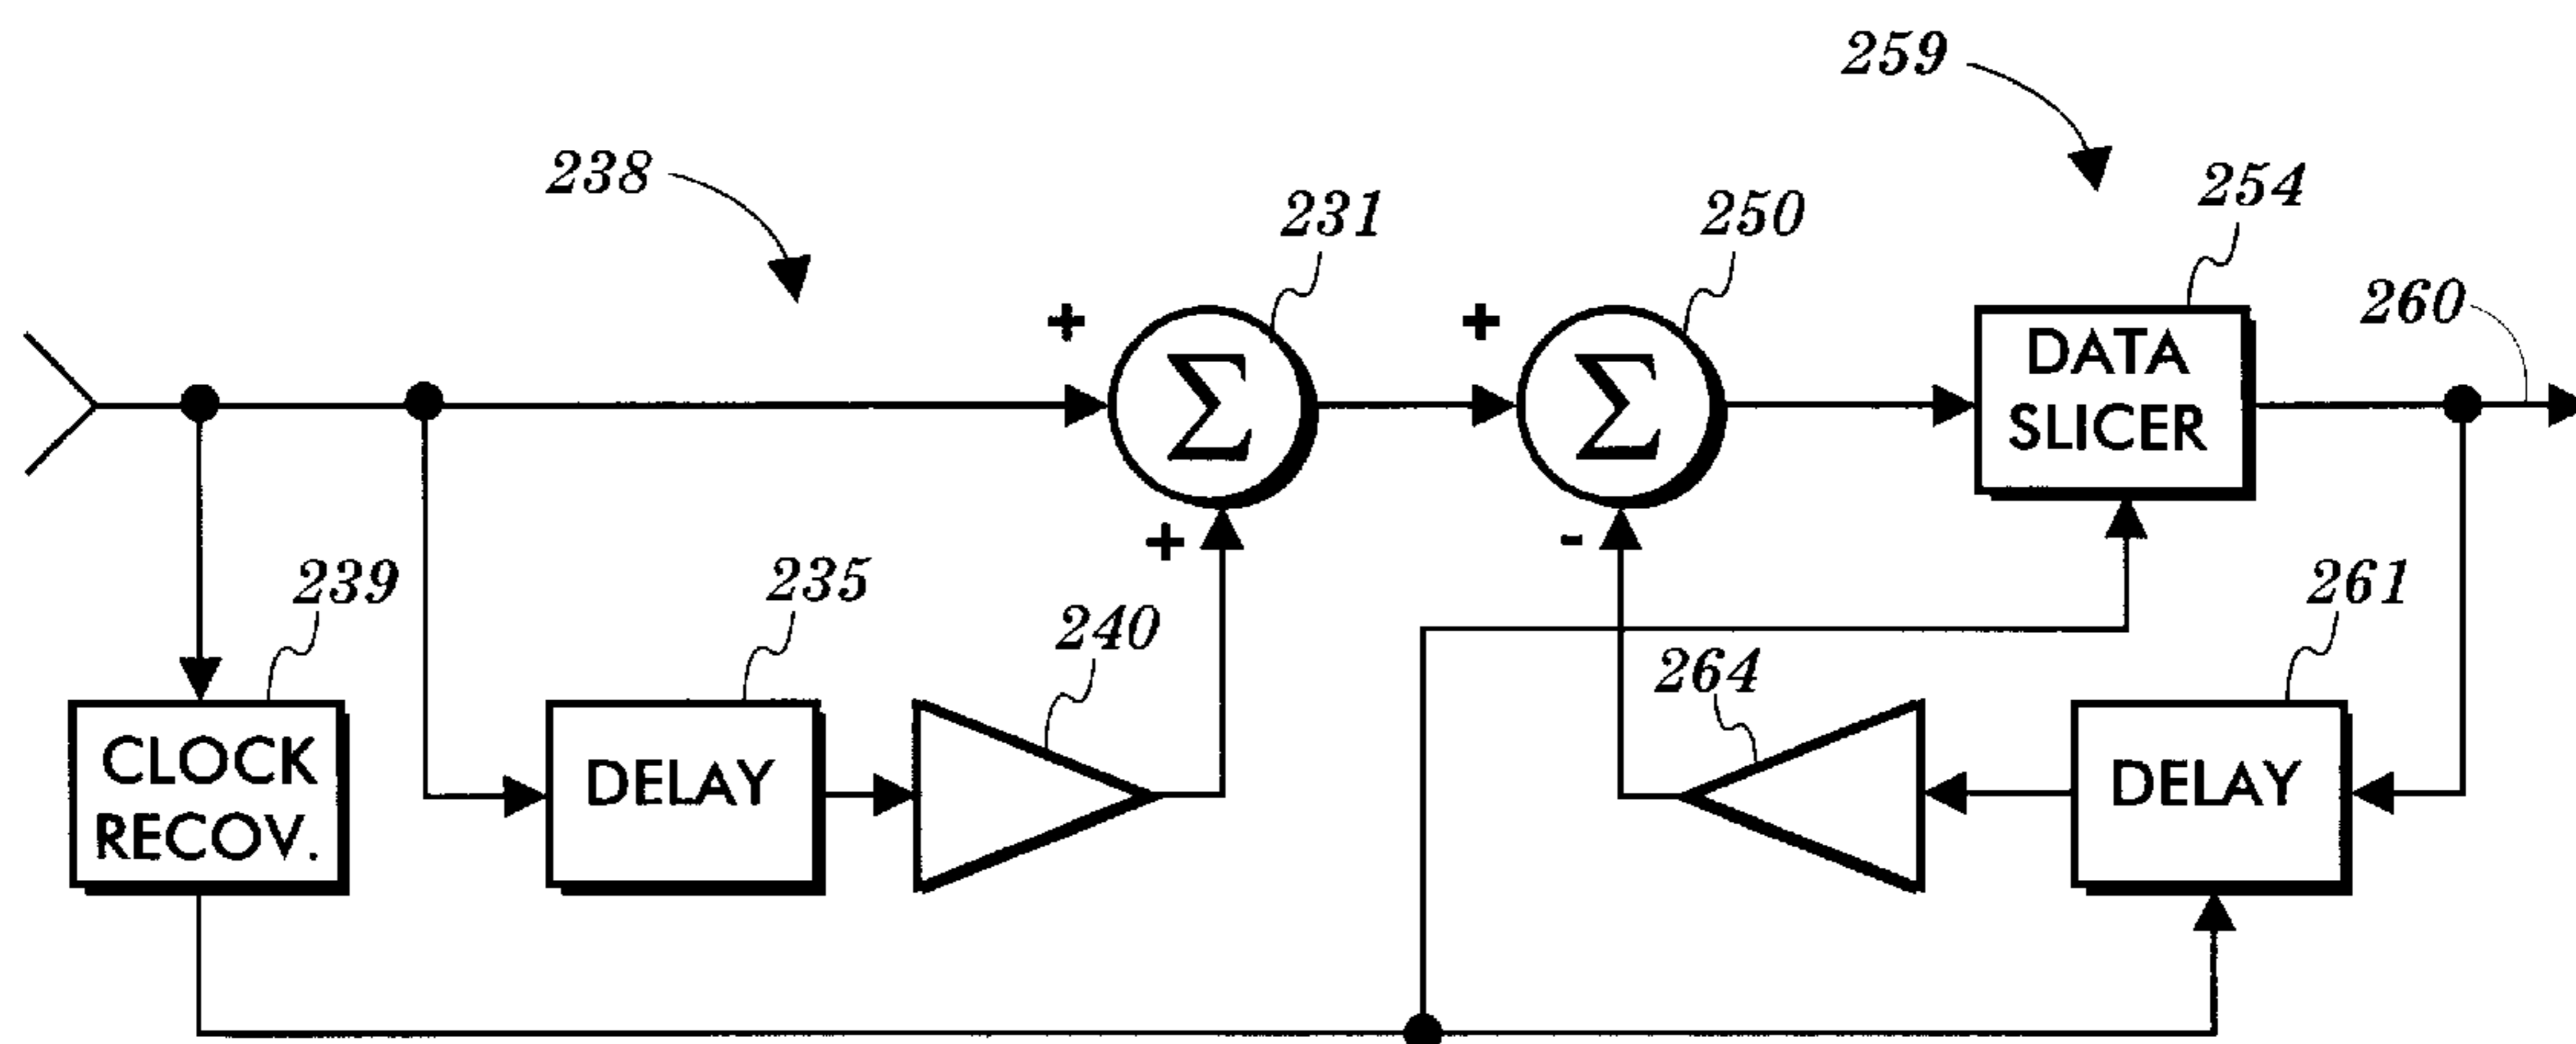 259
238
254
231
250
260
+
+
Σ
Σ
DATA
SLICER
+
-
239
235
240
264
261
CLOCK
RECOV.
DELAY
DELAY